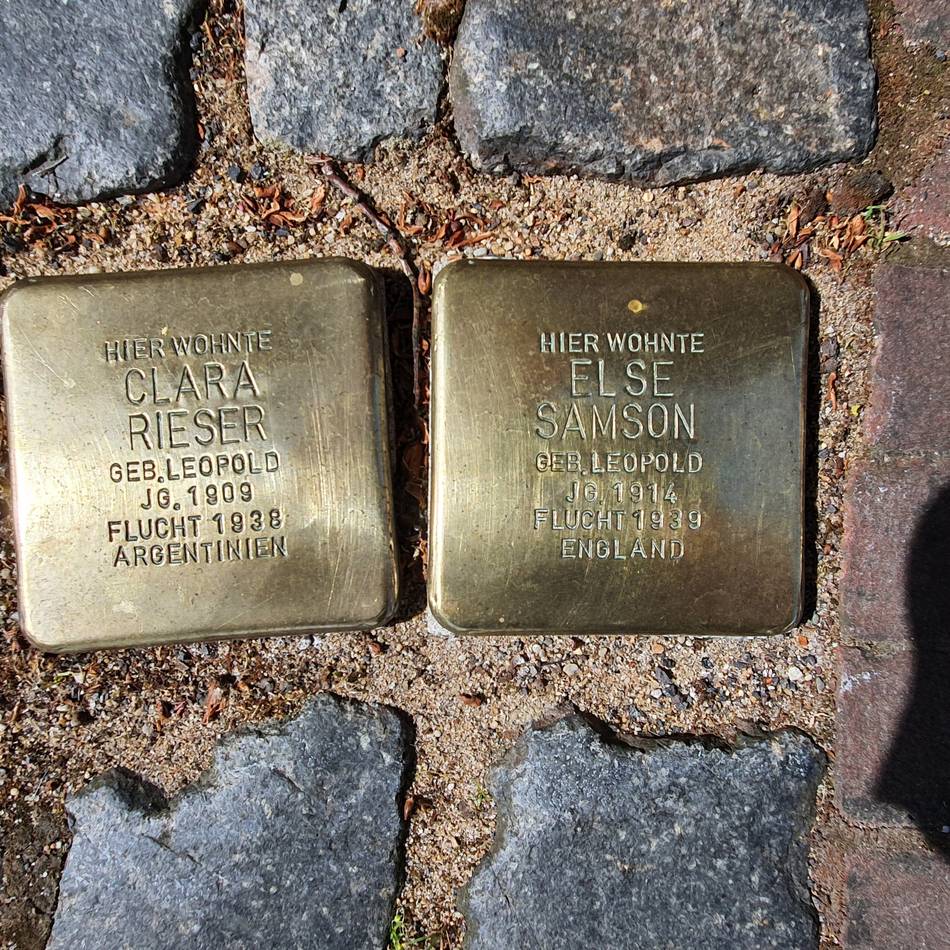 HIER WOHNTE
CLARA
RIESER
GEB. LEOPOLD
JG. 1909
FLUCHT 1938
ARGENTINIEN
HIER WOHNTE
ELSE
SAMSON
GEB. LEOPOLD
JG. 1914
FLUCHT 1939
ENGLAND